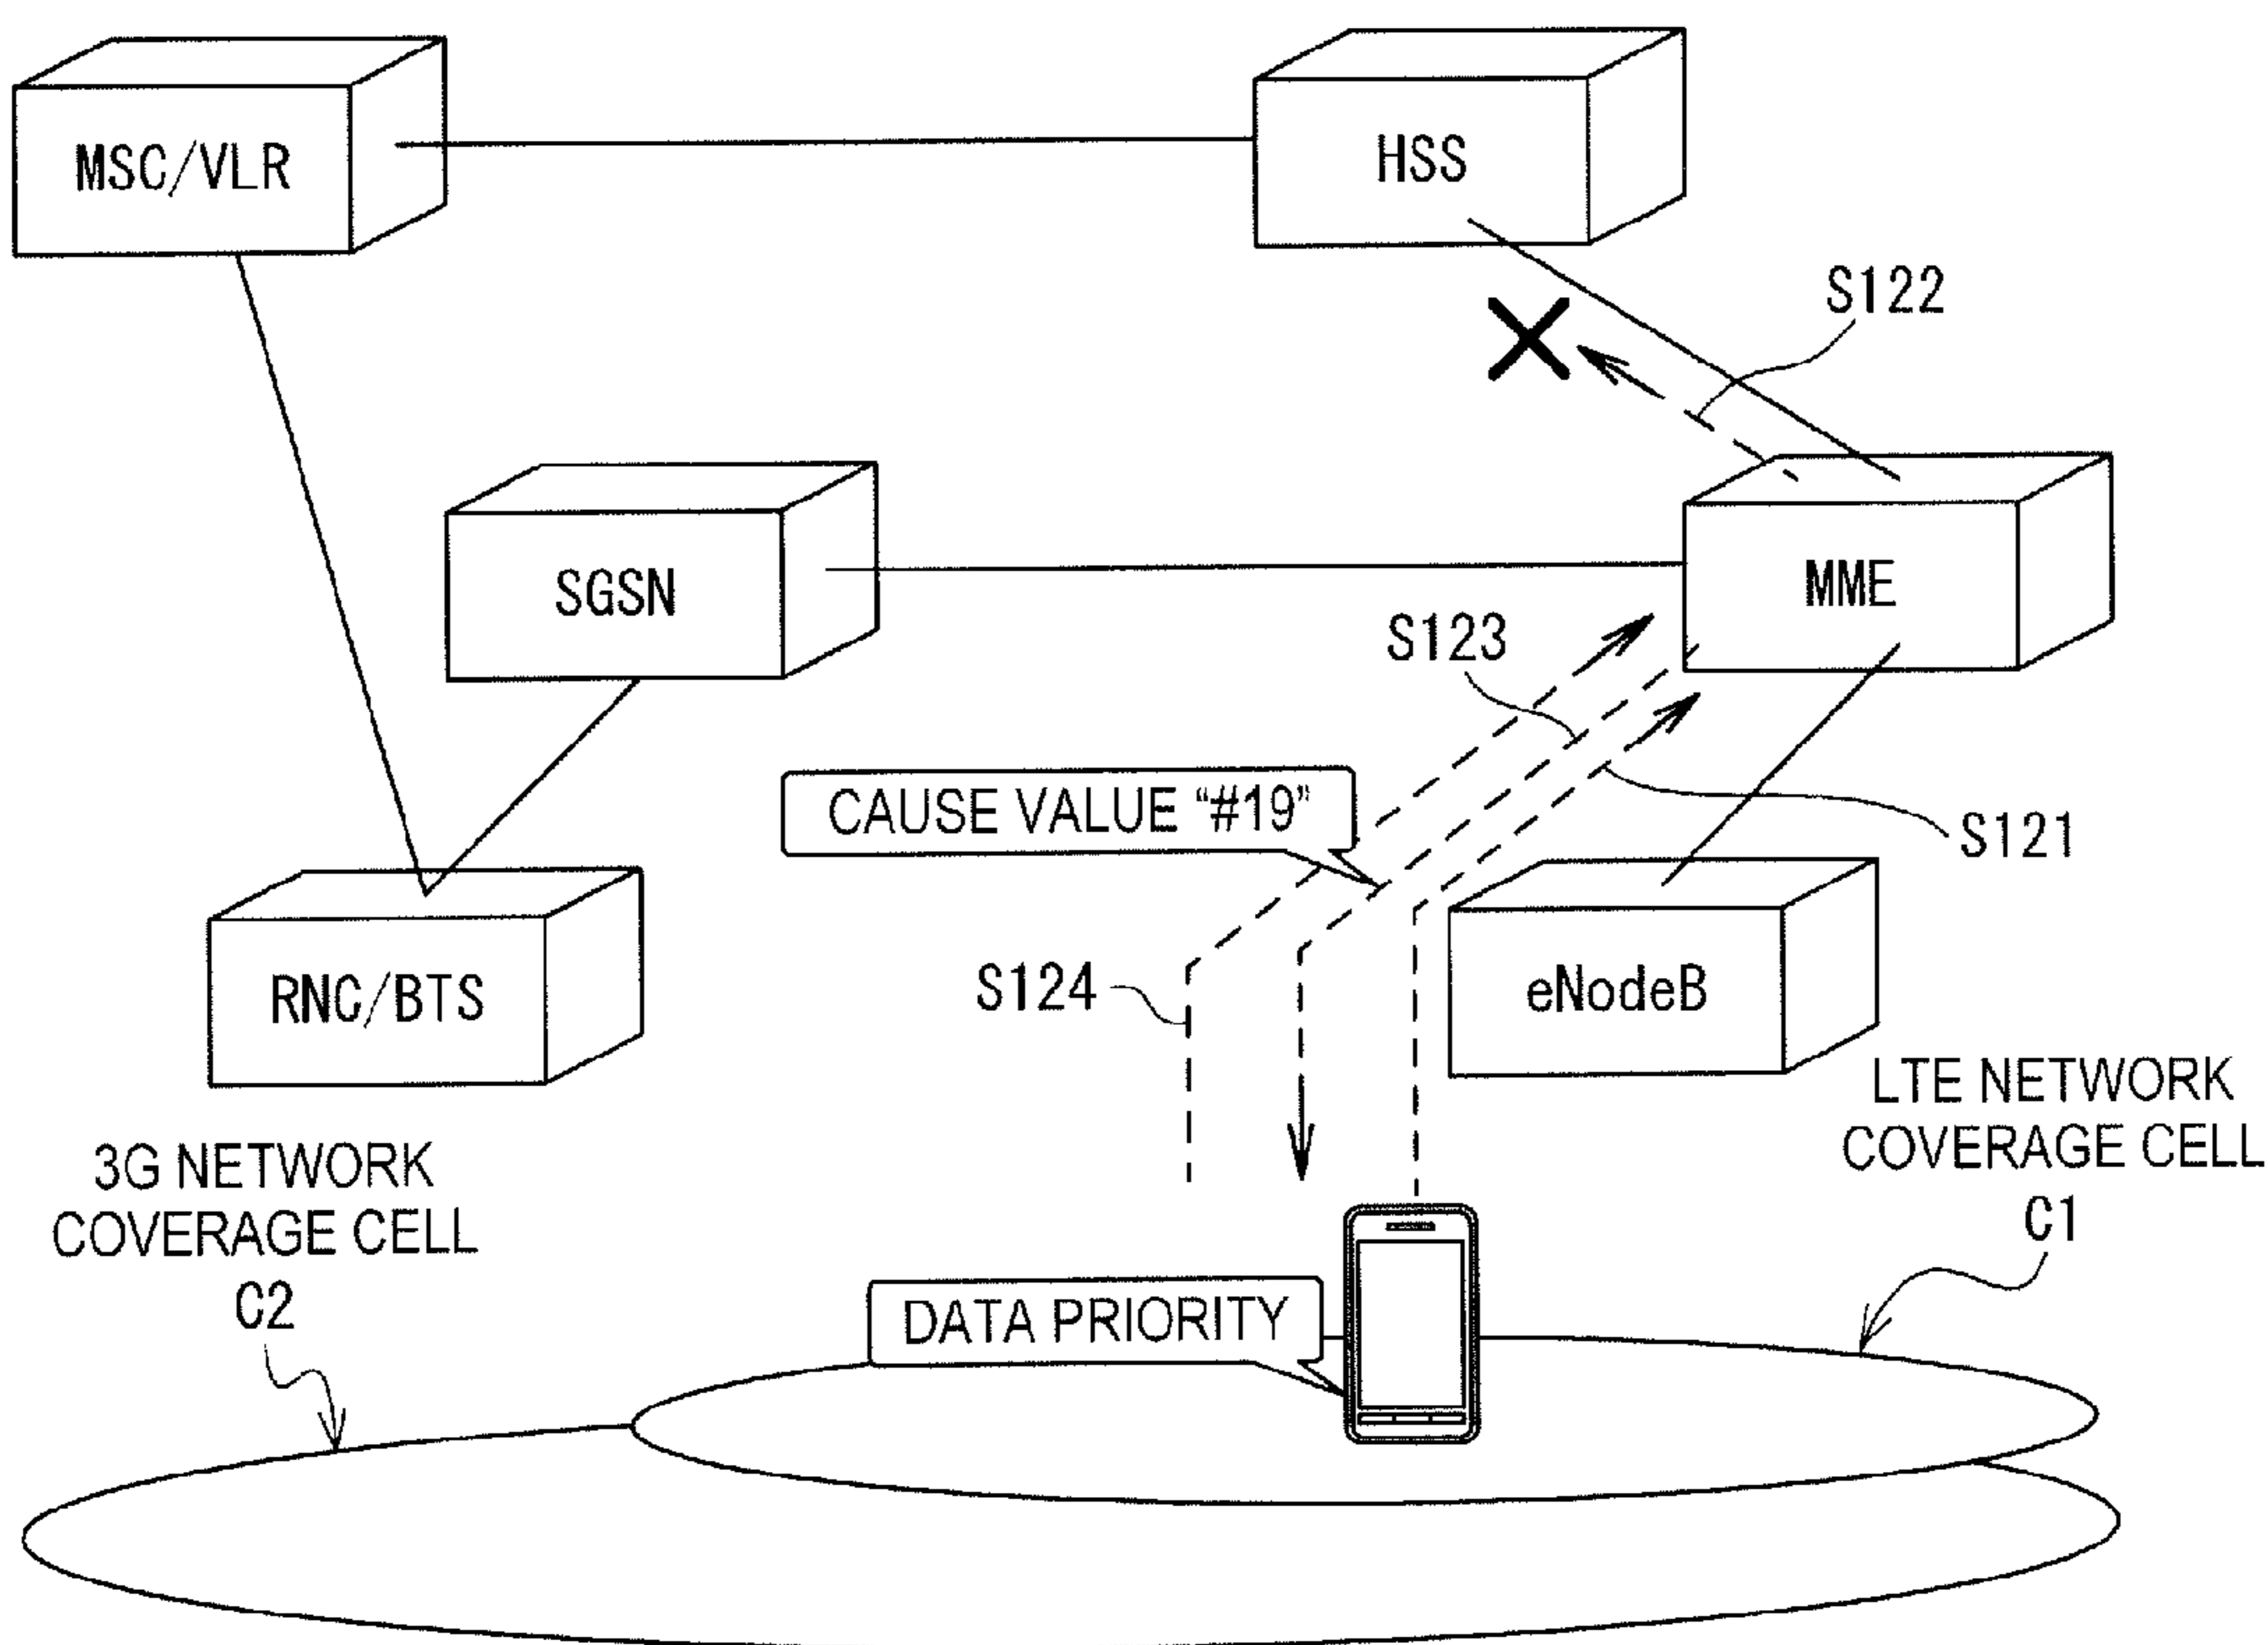 MSC/VLR
HSS
S122
SGSN
MME
S123
CAUSE VALUE “#19”
S121
RNC/BTS
S124
eNodeB
LTE NETWORK
COVERAGE CELL
C1
3G NETWORK
COVERAGE CELL
C2
DATA PRIORITY